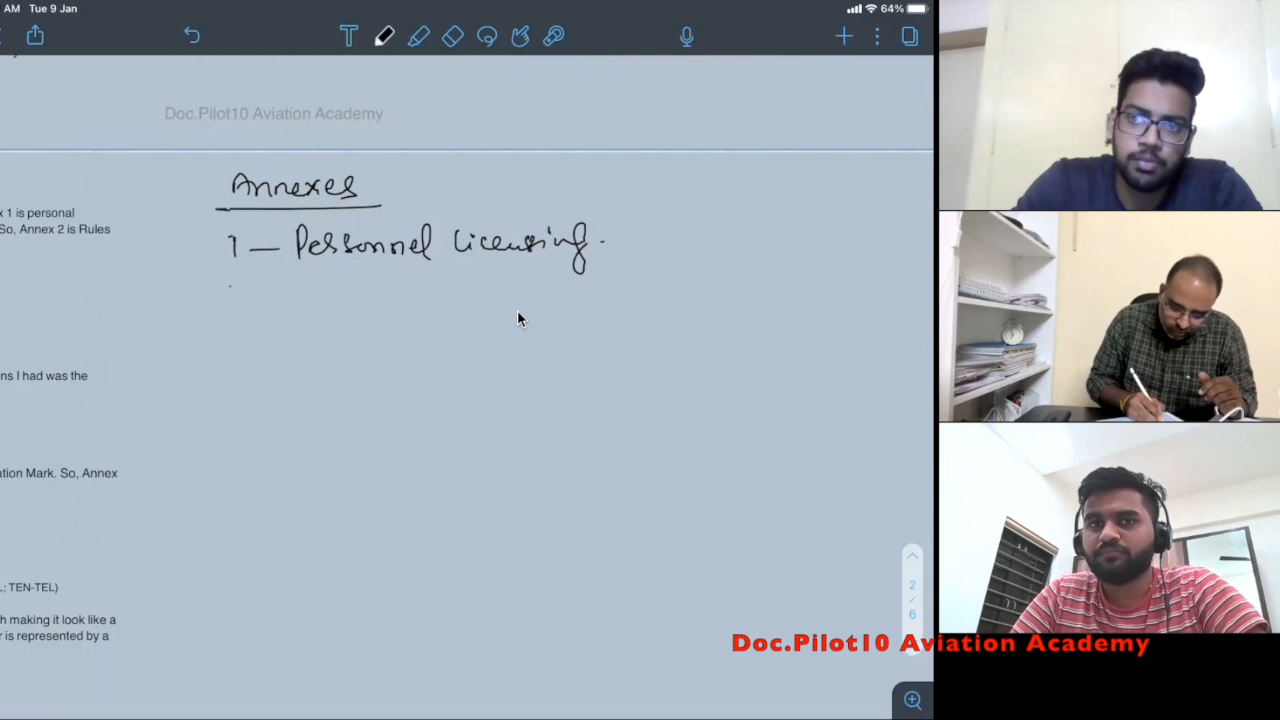 AM Tue 9 Jan
64%
T
Doc.Pilot10 Aviation Academy
Annexes
1 — Personnel Licensing.
x 1 is personal
So, Annex 2 is Rules
ns I had was the
ation Mark. So, Annex
L; TEN-TEL)
h making it look like a
r is represented by a
2
/
6
Doc.Pilot10 Aviation Academy